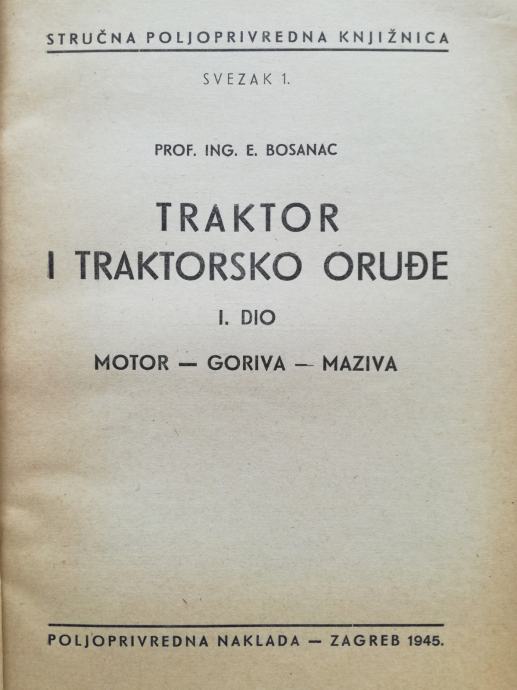 STRUČNA POLJOPRIVREDNA KNJIŽNICA
SVEZAK 1.
PROF. ING. E. BOSANAC
TRAKTOR
I TRAKTORSKO ORUĐE
I. DIO
MOTOR — GORIVA — MAZIVA
POLJOPRIVREDNA NAKLADA — ZAGREB 1945.